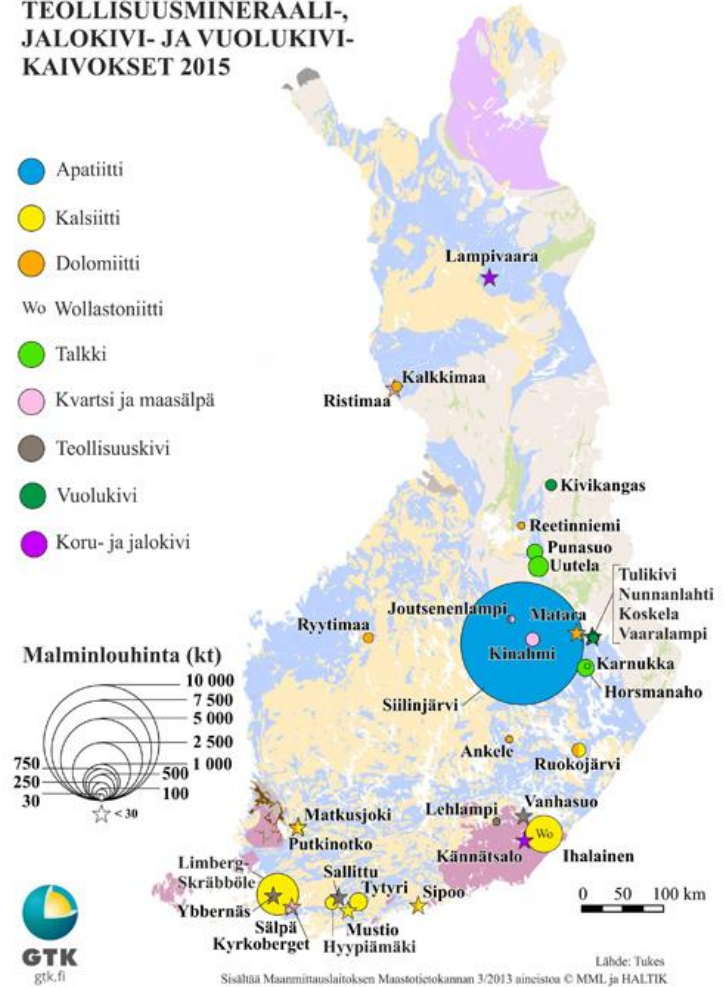 TEOLLISUUSMINERAALI-,
JALOKIVI- JA VUOLUKIVI-
KAIVOKSET 2015
Apatiitti
Kalsiitti
Dolomiitti
Wo Wollastoniitti
Talkki
Kvartsi ja maasälpä
Teollisuuskivi
Vuolukivi
Koru- ja jalokivi
Lampivaara
Kalkkimaa
Ristimaa
Kivikangas
Reetinniemi
Punasuo
Uutela
Tulikivi
Nunnanlahti
Koskela
Vaaralampi
Joutsenenlampi
Matara
Ryytimaa
Kinahmi
Karnukka
Horsmanaho
Siilinjärvi
Ankele
Ruokojärvi
Malminlouhinta (kt)
10 000
7 500
5 000
2 500
1 000
750
500
250
100
30
< 30
Matkusjoki
Putkinotko
Lehlampi
Vanhasuo
Wo
Kännätsalo
Ihalainen
Limberg-
Skräbböle
Sallittu
Tytyri
Sipoo
Ybbernäs
Sälpä
Mustio
Kyrkoberget
Hyypiämäki
0 50 100 km
GTK
gtk.fi
Lähde: Tukes
Sisältää Maanmittauslaitoksen Maastotietokannan 3/2013 aineistoa © MML ja HALTIK